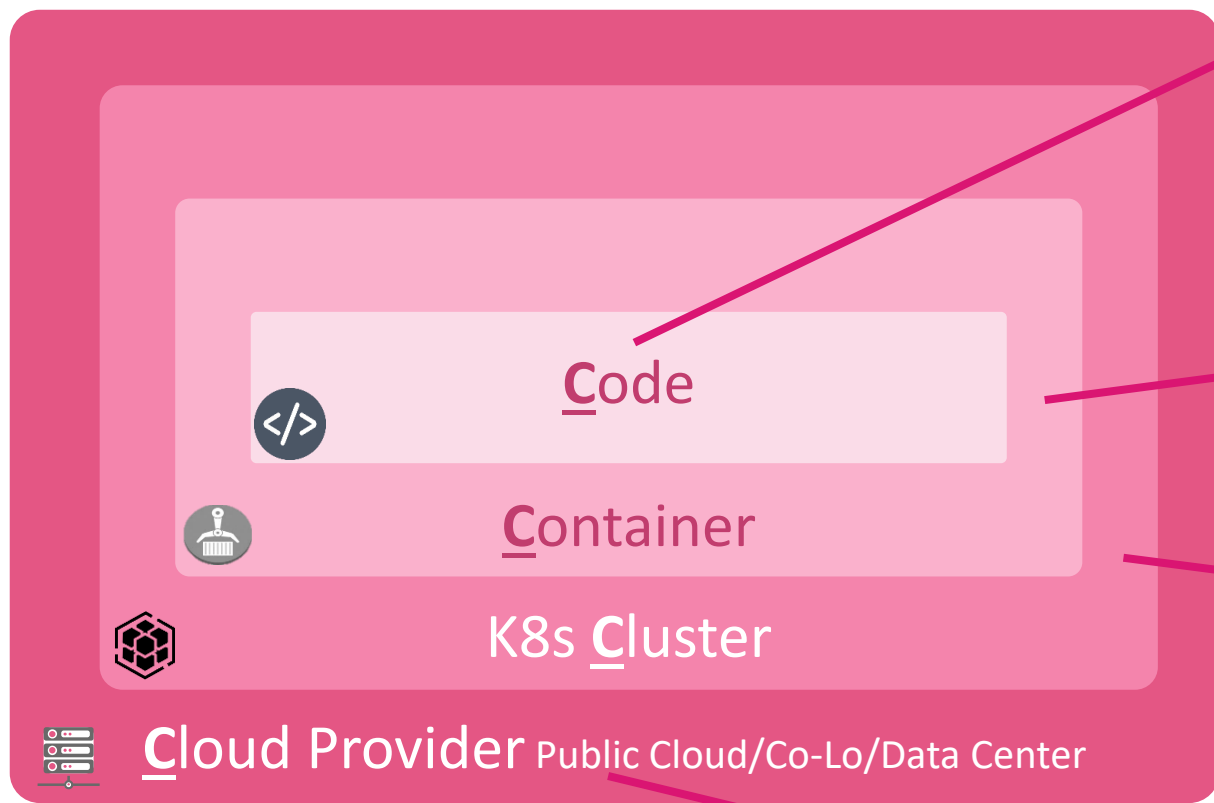 Code
</>
Container
K8s Cluster
Cloud Provider Public Cloud/Co-Lo/Data Center